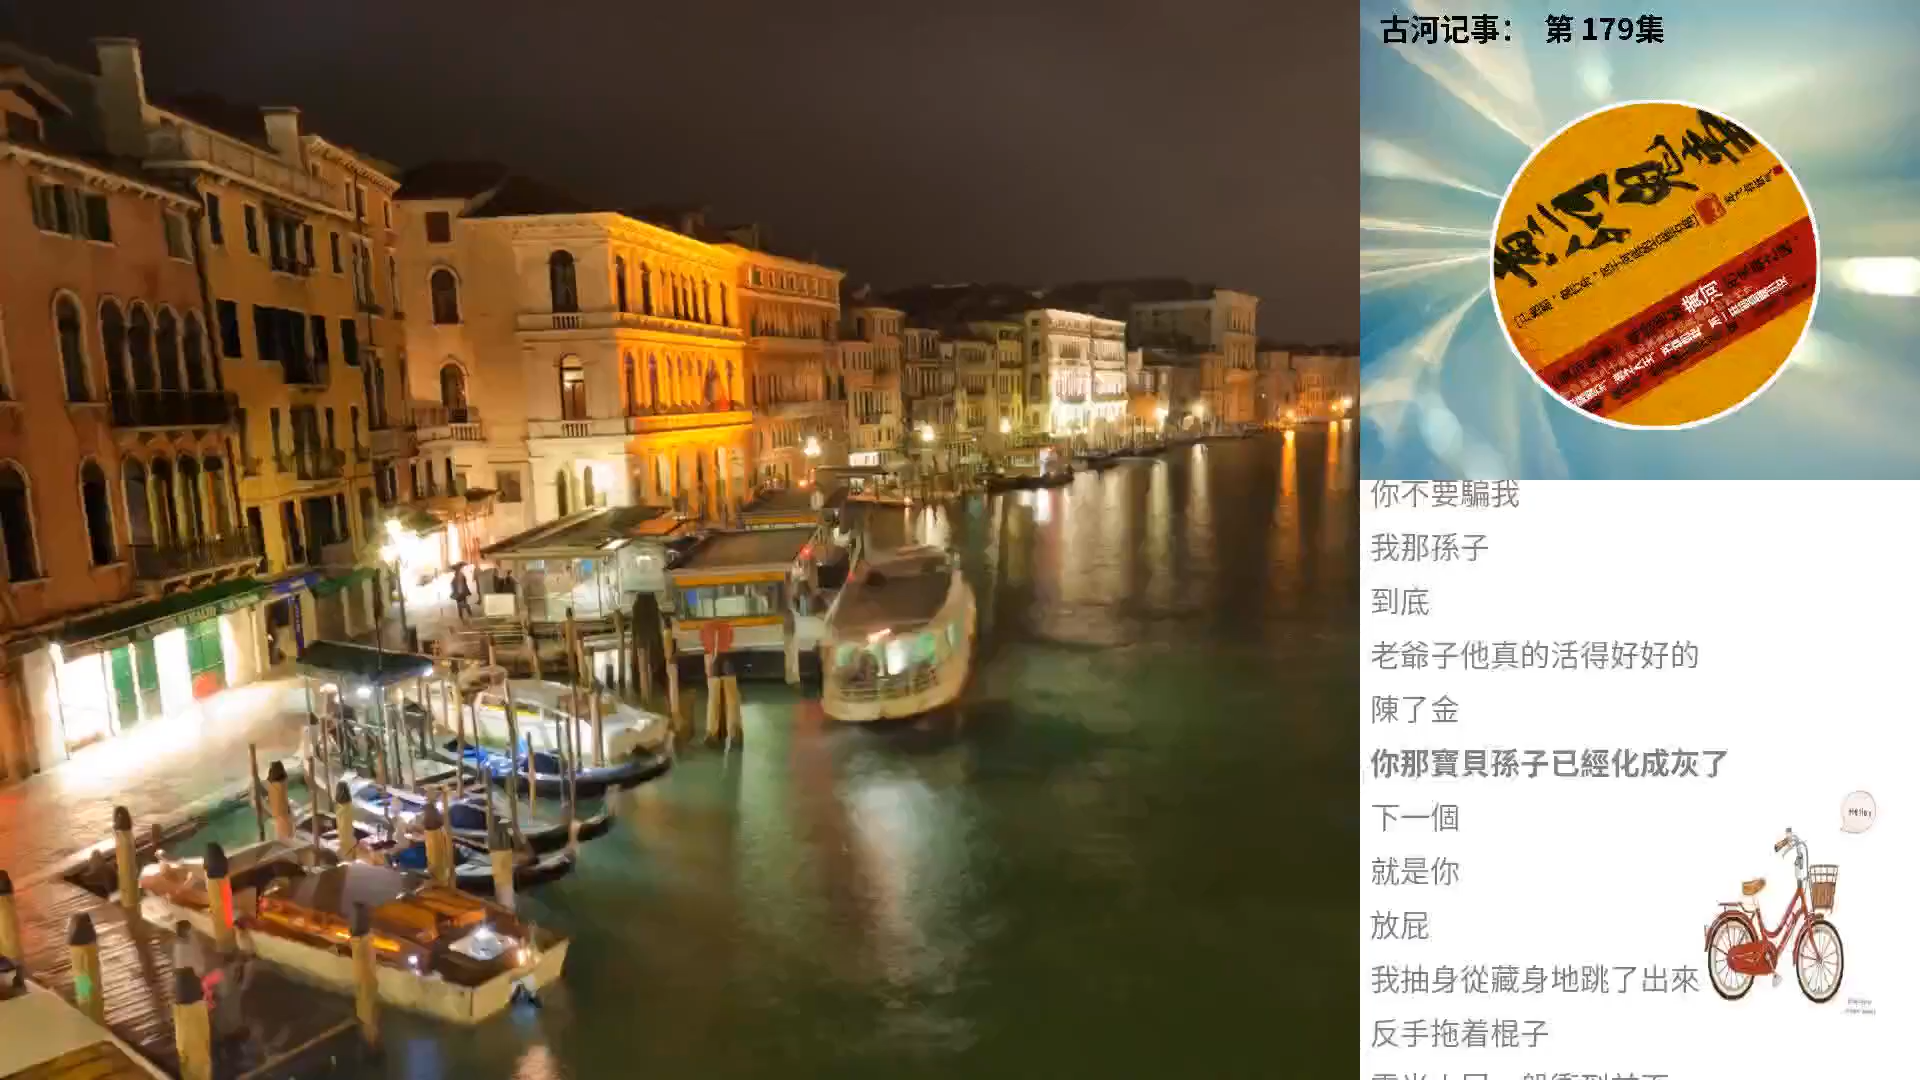 古河记事： 第 179集
藏向
你不要騙我
我那孫子
到底
老爺子他真的活得好好的
陳了金
你那寶貝孫子已經化成灰了
下一個
就是你
放屁
我抽身從藏身地跳了出來
反手拖着棍子
Hello